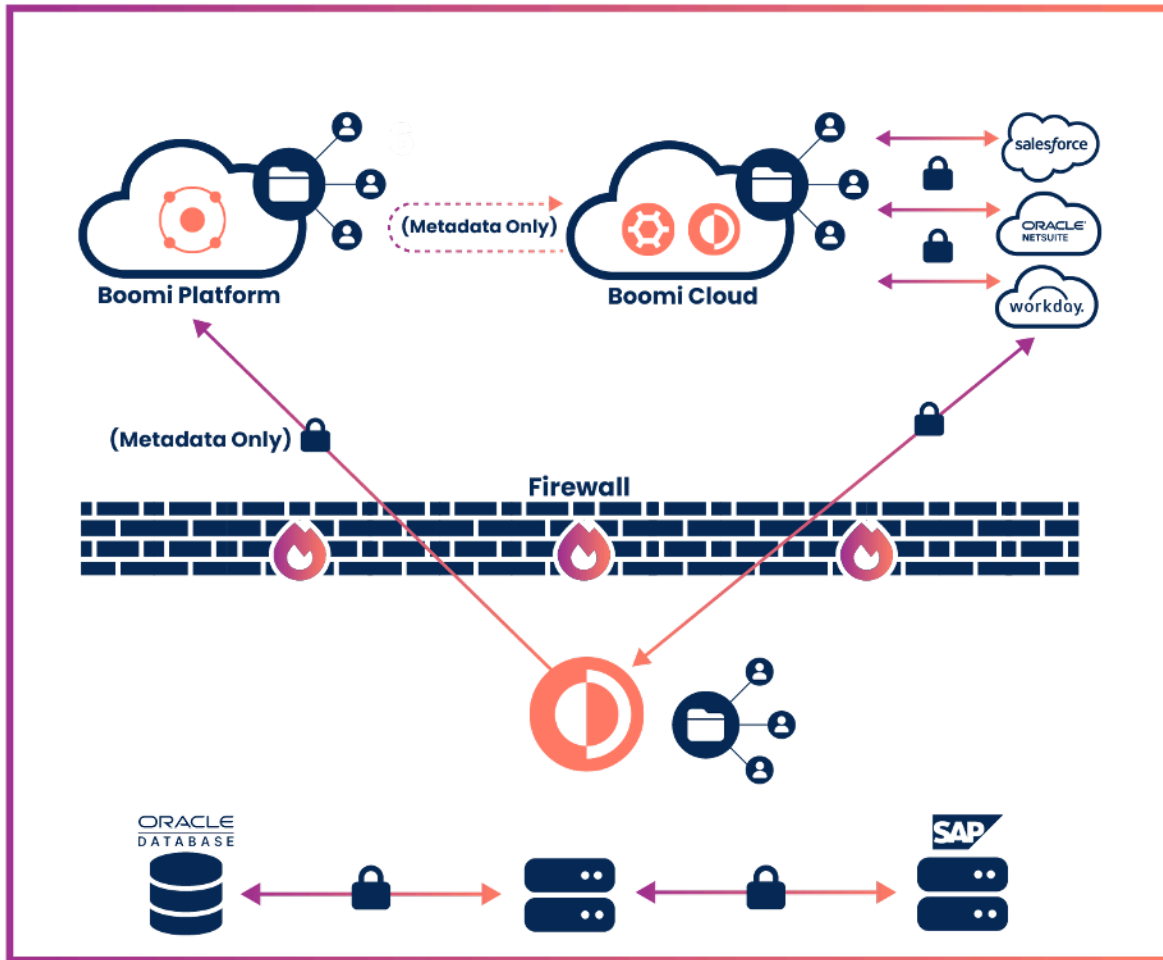 salesforce
(Metadata Only)
ORACLE®
NETSUITE
Boomi Platform
Boomi Cloud
workday.
(Metadata Only)
Firewall
ORACLE
DATABASE
SAP